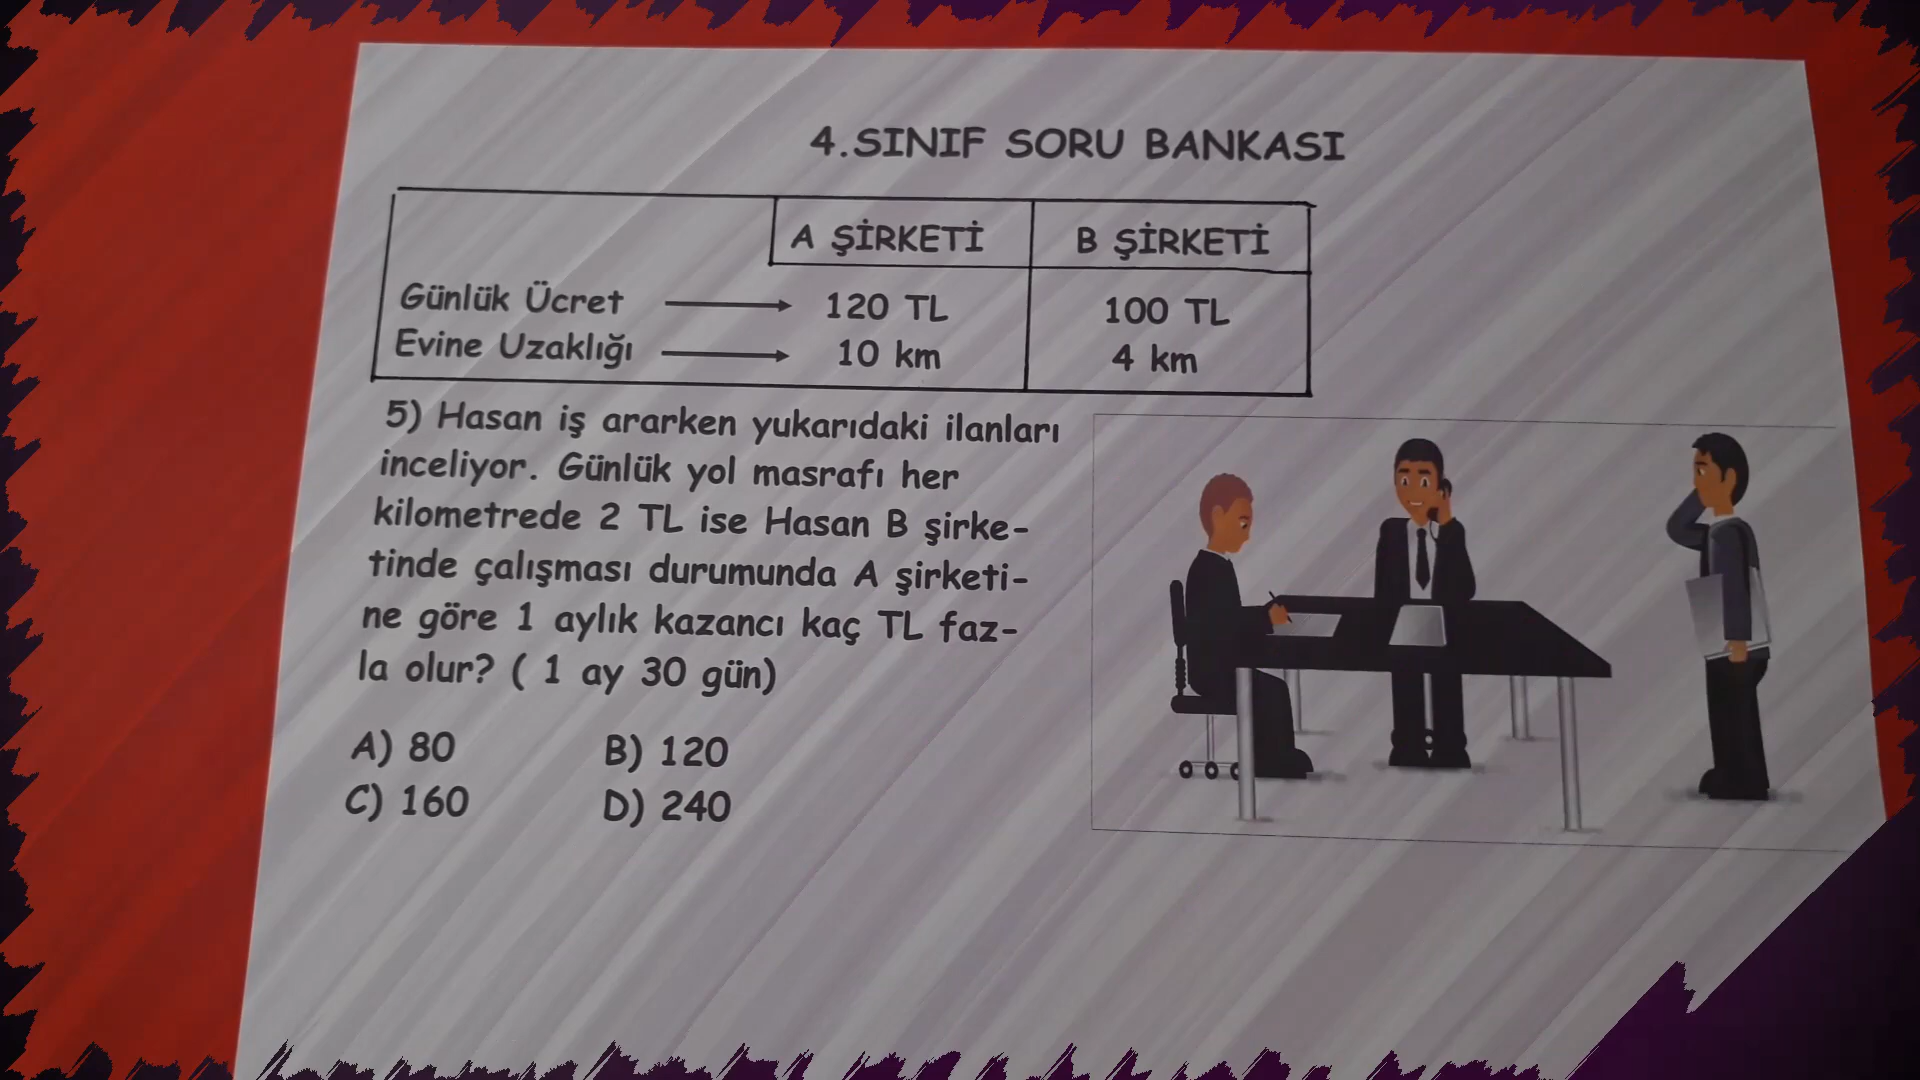 4.SINIF SORU BANKASI
A ŞİRKETİ B ŞİRKETİ
Günlük Ücret 120 TL 100 TL
Evine Uzaklığı 10 km 4 km
5) Hasan iş ararken yukarıdaki ilanları
inceliyor. Günlük yol masrafı her
kilometrede 2 TL ise Hasan B şirke-
tinde çalışması durumunda A şirketi-
ne göre 1 aylık kazancı kaç TL faz-
la olur? ( 1 ay 30 gün)
A) 80 B) 120
C) 160 D) 240